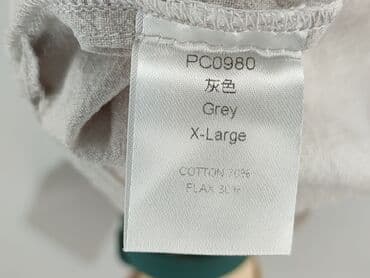 PC0980
灰色
Grey
X-Large
COTTON 70%
FLAX 30%